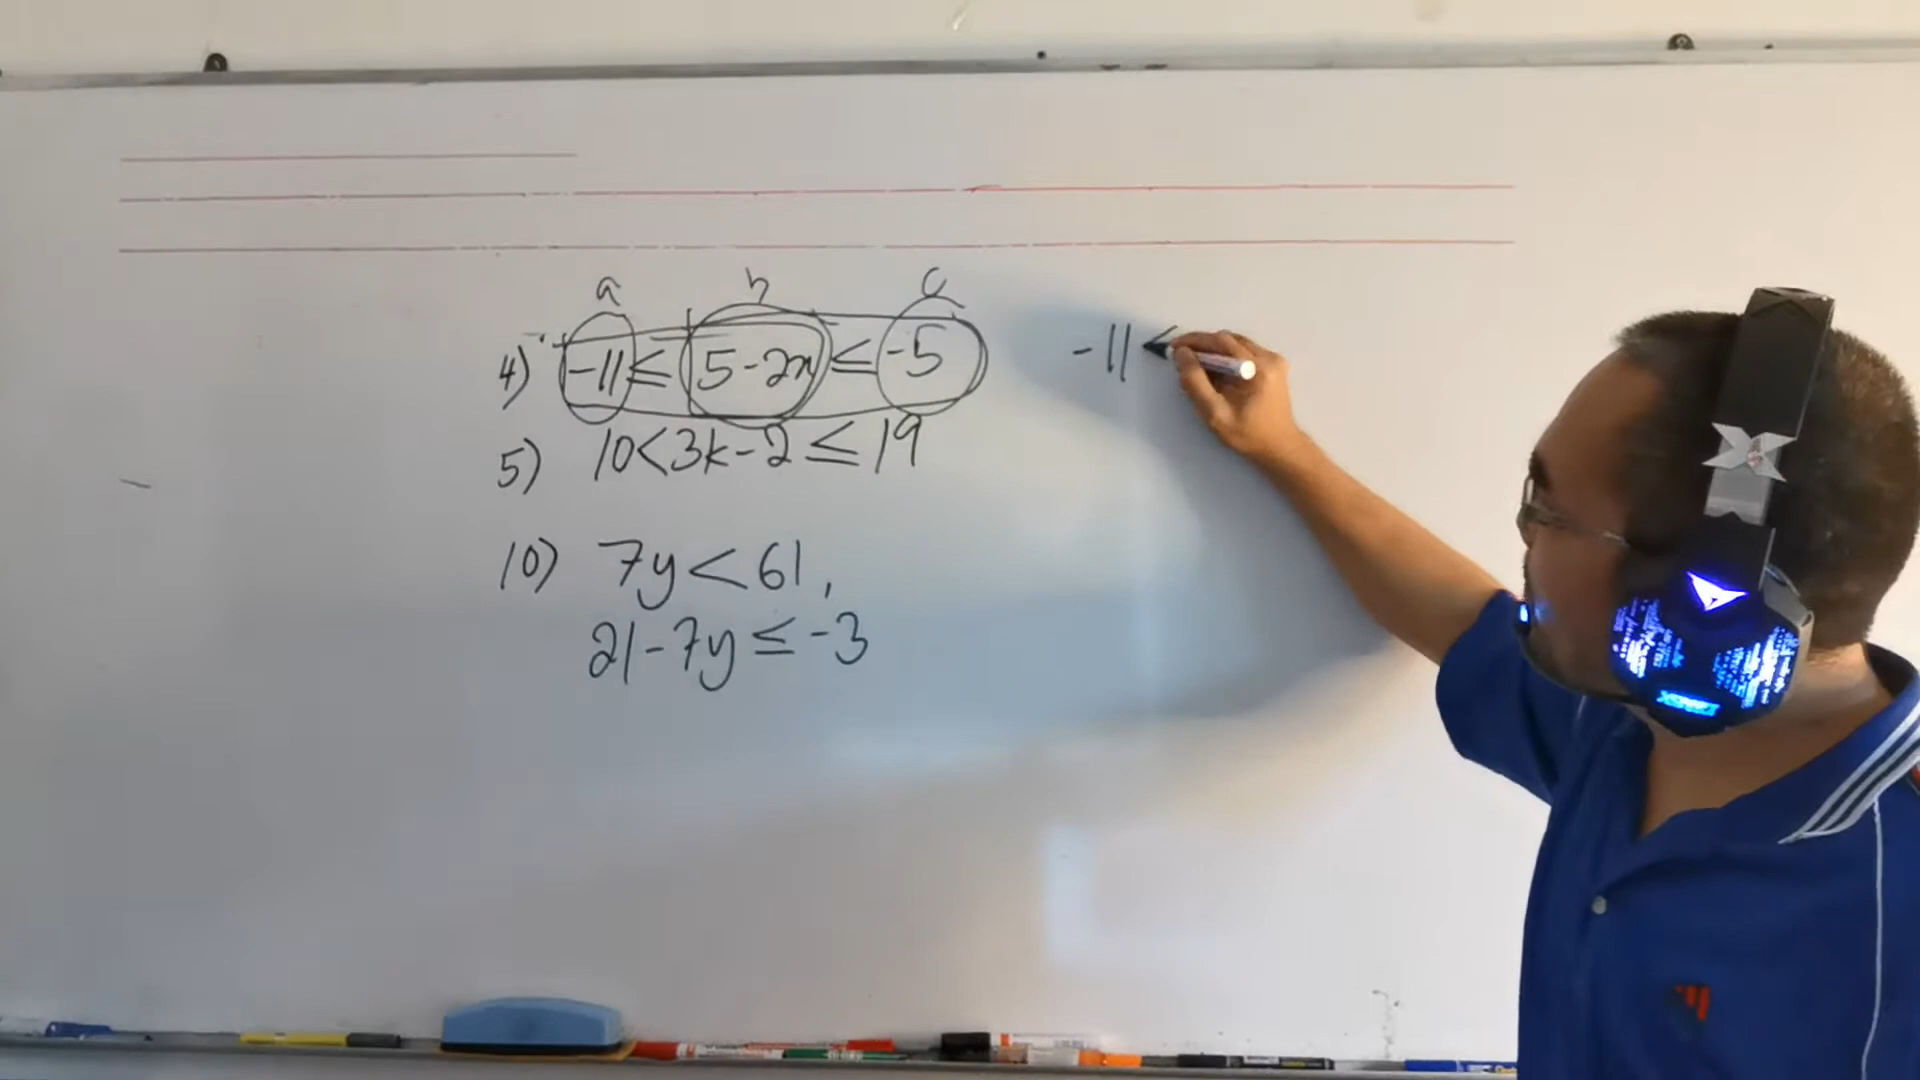 a b c
4) -11 ≤ 5-2x ≤ -5
-11 <
5) 10<3k-2 ≤ 19
10) 7y < 61,
21-7y ≤ -3